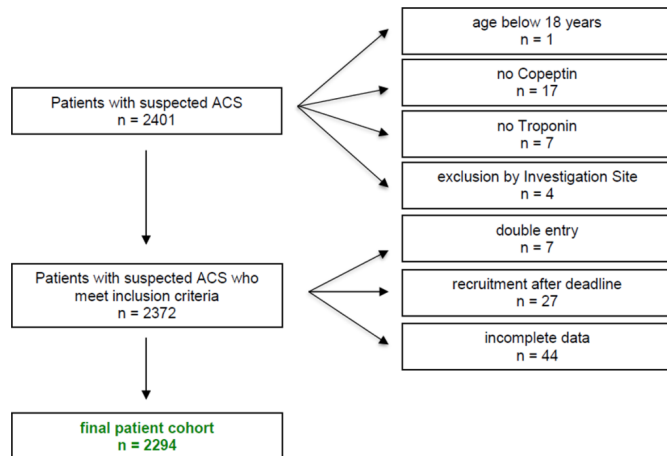 age below 18 years
n = 1
no Copeptin
n = 17
Patients with suspected ACS
n = 2401
no Troponin
n = 7
exclusion by Investigation Site
n = 4
double entry
n = 7
Patients with suspected ACS who
meet inclusion criteria
n = 2372
recruitment after deadline
n = 27
incomplete data
n = 44
final patient cohort
n = 2294